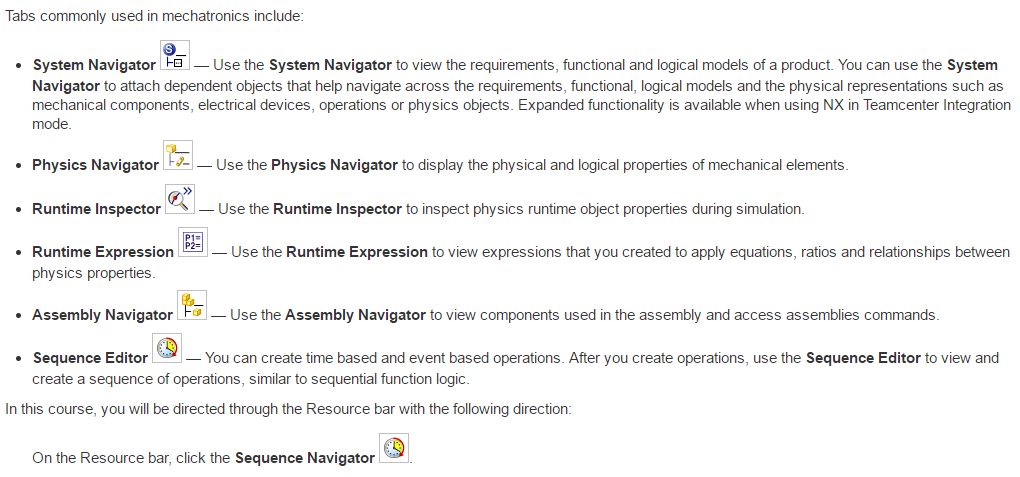 Tabs commonly used in mechatronics include:
• System Navigator S — Use the System Navigator to view the requirements, functional and logical models of a product. You can use the System
Navigator to attach dependent objects that help navigate across the requirements, functional, logical models and the physical representations such as
mechanical components, electrical devices, operations or physics objects. Expanded functionality is available when using NX in Teamcenter Integration
mode.
• Physics Navigator — Use the Physics Navigator to display the physical and logical properties of mechanical elements.
• Runtime Inspector — Use the Runtime Inspector to inspect physics runtime object properties during simulation.
• Runtime Expression P1= P2= — Use the Runtime Expression to view expressions that you created to apply equations, ratios and relationships between
physics properties.
• Assembly Navigator — Use the Assembly Navigator to view components used in the assembly and access assemblies commands.
• Sequence Editor — You can create time based and event based operations. After you create operations, use the Sequence Editor to view and
create a sequence of operations, similar to sequential function logic.
In this course, you will be directed through the Resource bar with the following direction:
On the Resource bar, click the Sequence Navigator .